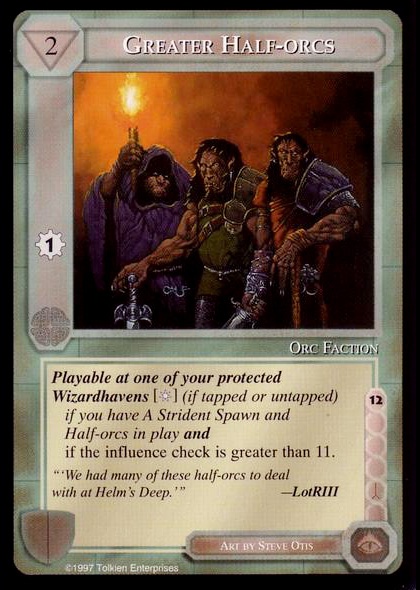 2
GREATER HALF-ORCS
1
ORC FACTION
Playable at one of your protected
Wizardhavens [☼] (if tapped or untapped)
if you have A Strident Spawn and
Half-orcs in play and
if the influence check is greater than 11.
12
“‘We had many of these half-orcs to deal
with at Helm's Deep.’”
—LotRIII
ART BY STEVE OTIS
©1997 Tolkien Enterprises